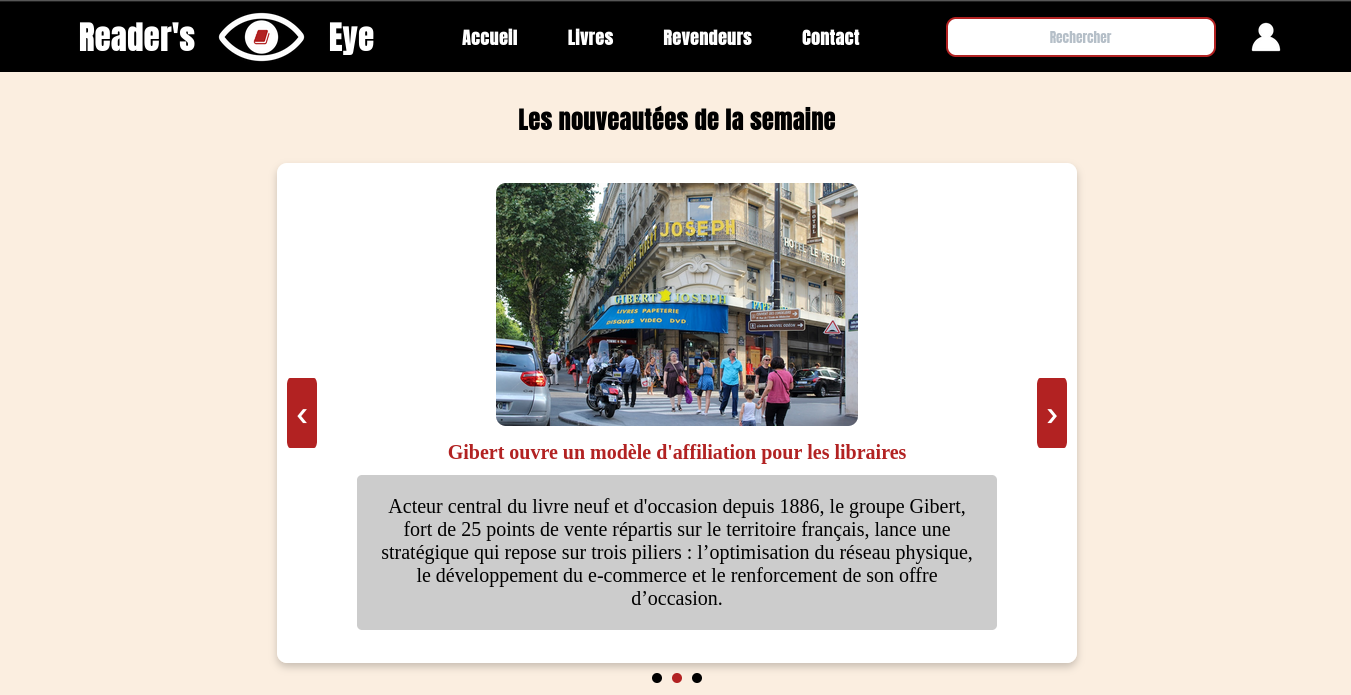 Reader's Eye
Accueil
Livres
Revendeurs
Contact
Rechercher
Les nouveautées de la semaine
JOSEPH
GIBERT JOSEPH
LIVRES PAPETERIE
DISQUES VIDEO DVD
HOTEL
‹
›
Gibert ouvre un modèle d'affiliation pour les libraires
Acteur central du livre neuf et d'occasion depuis 1886, le groupe Gibert,
fort de 25 points de vente répartis sur le territoire français, lance une
stratégique qui repose sur trois piliers : l’optimisation du réseau physique,
le développement du e-commerce et le renforcement de son offre
d’occasion.